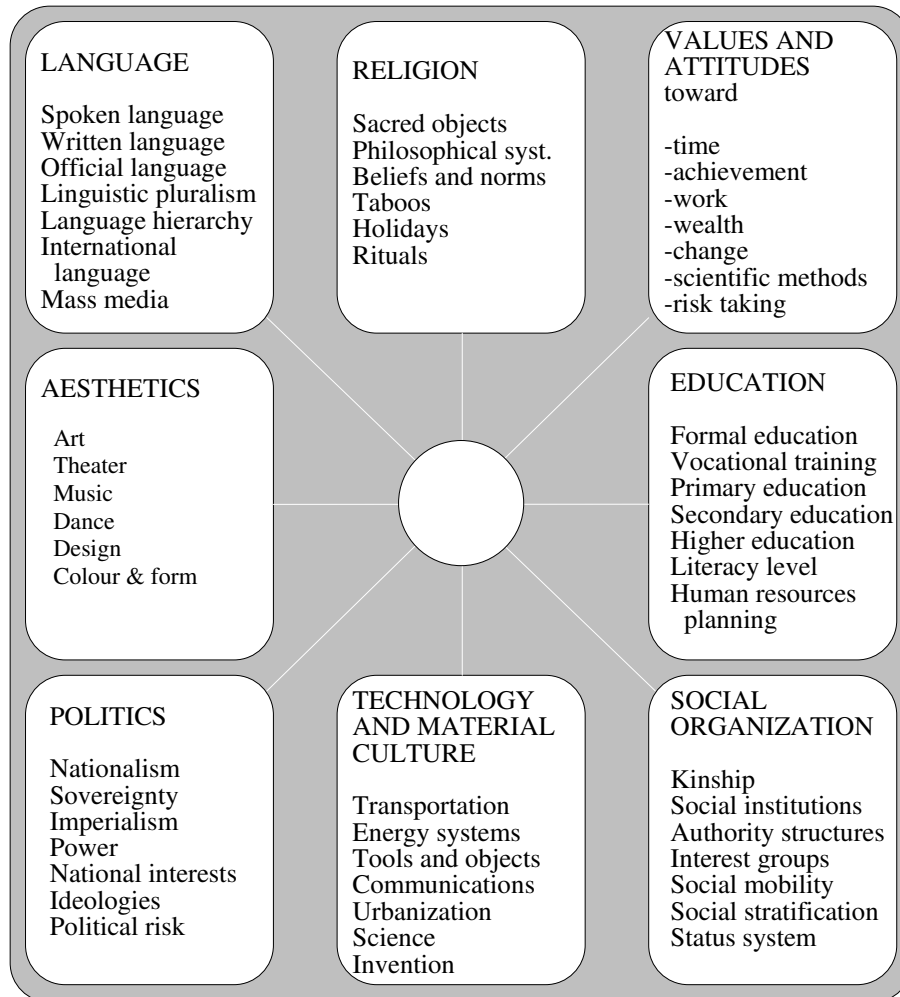 LANGUAGE
Spoken language
Written language
Official language
Linguistic pluralism
Language hierarchy
International
language
Mass media
RELIGION
Sacred objects
Philosophical syst.
Beliefs and norms
Taboos
Holidays
Rituals
VALUES AND
ATTITUDES
toward
-time
-achievement
-work
-wealth
-change
-scientific methods
-risk taking
AESTHETICS
Art
Theater
Music
Dance
Design
Colour & form
EDUCATION
Formal education
Vocational training
Primary education
Secondary education
Higher education
Literacy level
Human resources
planning
POLITICS
Nationalism
Sovereignty
Imperialism
Power
National interests
Ideologies
Political risk
TECHNOLOGY
AND MATERIAL
CULTURE
Transportation
Energy systems
Tools and objects
Communications
Urbanization
Science
Invention
SOCIAL
ORGANIZATION
Kinship
Social institutions
Authority structures
Interest groups
Social mobility
Social stratification
Status system